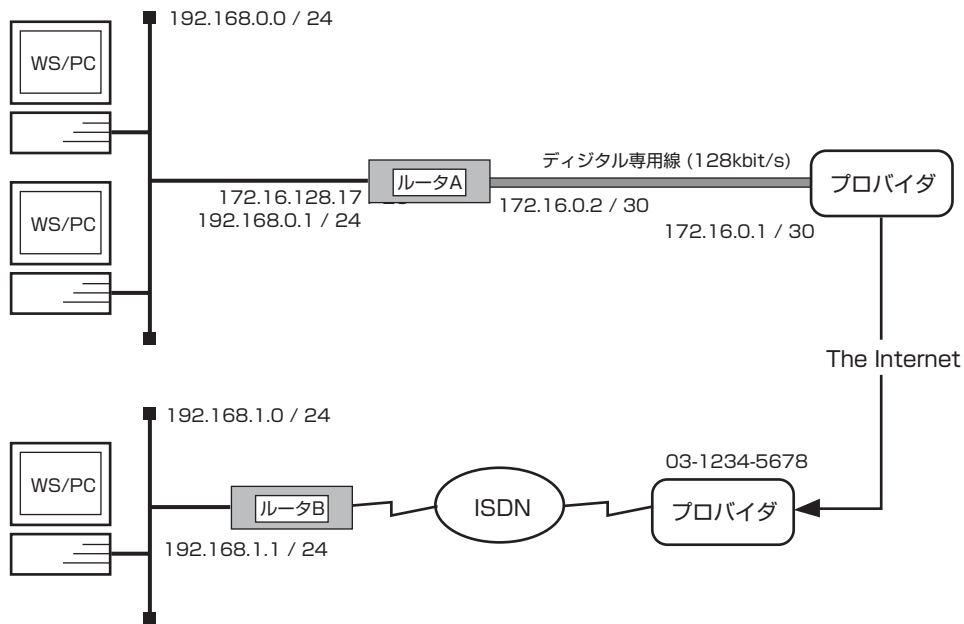 192.168.0.0 / 24
WS/PC
ディジタル専用線 (128kbit/s)
ルータA
プロバイダ
172.16.128.17
192.168.0.1 / 24
172.16.0.2 / 30
172.16.0.1 / 30
WS/PC
The Internet
192.168.1.0 / 24
WS/PC
03-1234-5678
ルータB
ISDN
プロバイダ
192.168.1.1 / 24